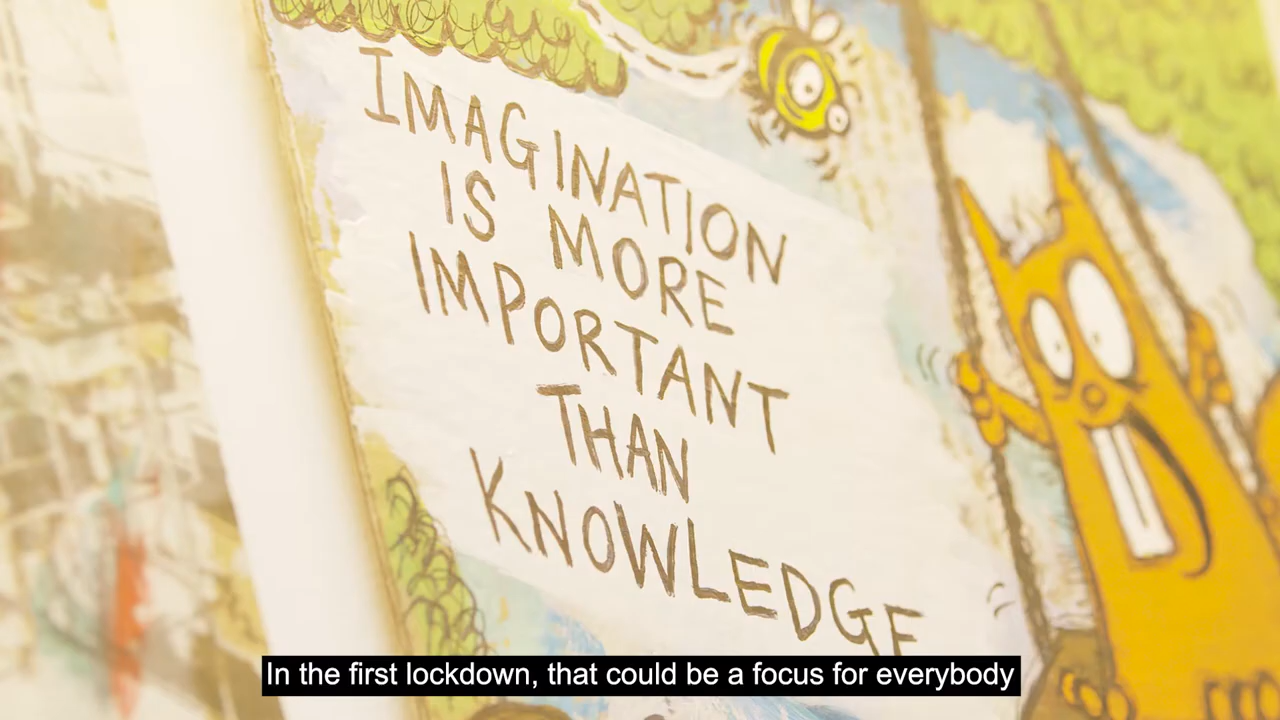 IMAGINATION
IS MORE
IMPORTANT
THAN
KNOWLEDGE
In the first lockdown, that could be a focus for everybody